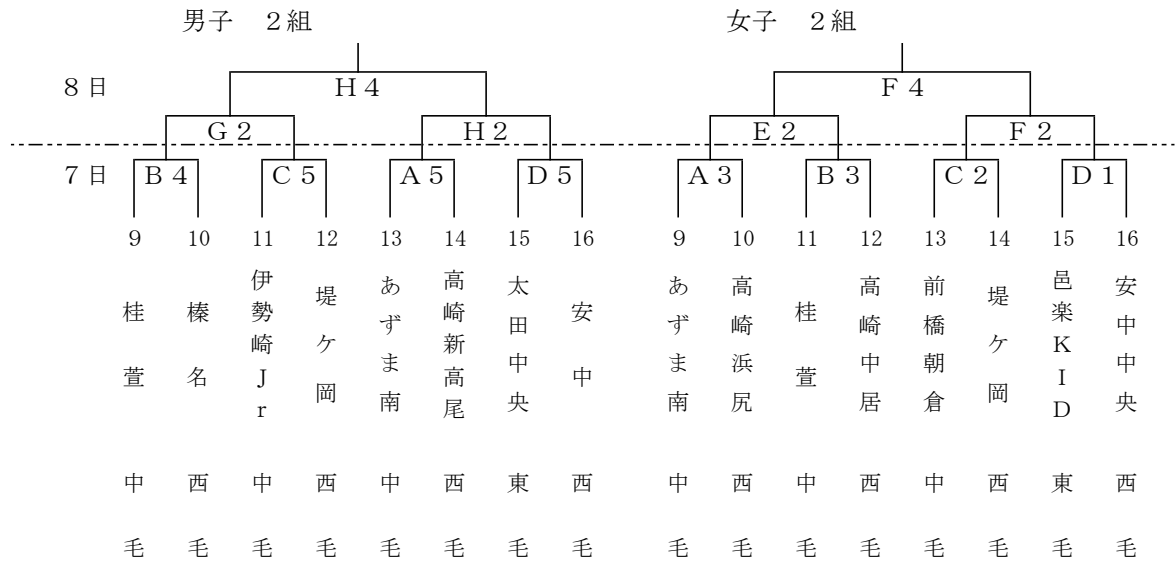 男子　２組　女子　２組
８日　Ｈ４　Ｆ４
Ｇ２　Ｈ２　Ｅ２　Ｆ２
７日　Ｂ４　Ｃ５　Ａ５　Ｄ５　Ａ３　Ｂ３　Ｃ２　Ｄ１
9　10　11　12　13　14　15　16　9　10　11　12　13　14　15　16
桂萱
榛名
伊勢崎Jr
堤ケ岡
あずま南
高崎新高尾
太田中央
安中
あずま南
高崎浜尻
桂萱
高崎中居
前橋朝倉
堤ケ岡
邑楽KID
安中中央
中毛　西毛　中毛　西毛　中毛　西毛　東毛　西毛　中毛　西毛　中毛　西毛　中毛　西毛　東毛　西毛